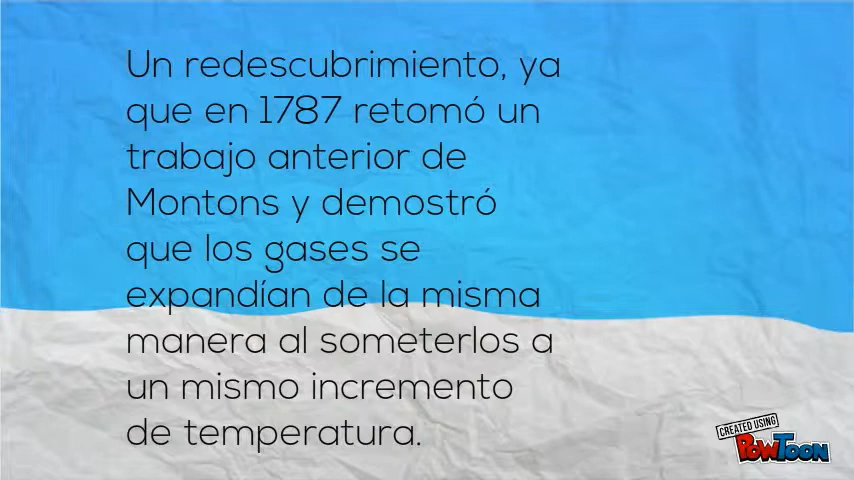 Un redescubrimiento, ya
que en 1787 retomó un
trabajo anterior de
Montons y demostró
que los gases se
expandían de la misma
manera al someterlos a
un mismo incremento
de temperatura.
CREATED USING
POWTOON